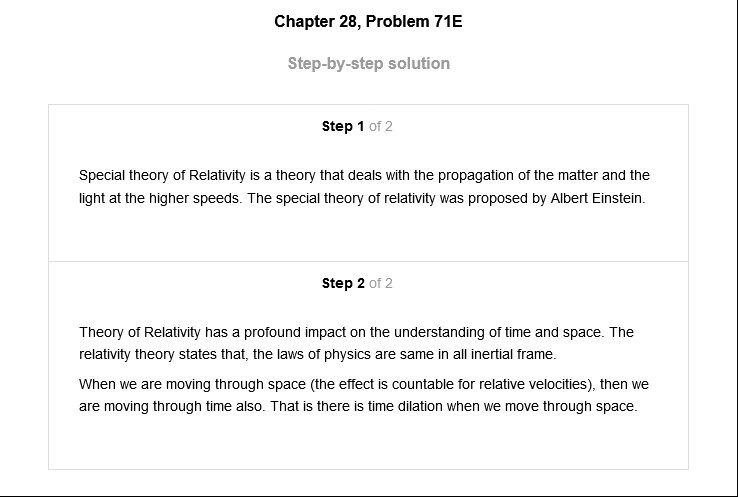 Chapter 28, Problem 71E
Step-by-step solution
Step 1 of 2
Special theory of Relativity is a theory that deals with the propagation of the matter and the
light at the higher speeds. The special theory of relativity was proposed by Albert Einstein.
Step 2 of 2
Theory of Relativity has a profound impact on the understanding of time and space. The
relativity theory states that, the laws of physics are same in all inertial frame.
When we are moving through space (the effect is countable for relative velocities), then we
are moving through time also. That is there is time dilation when we move through space.